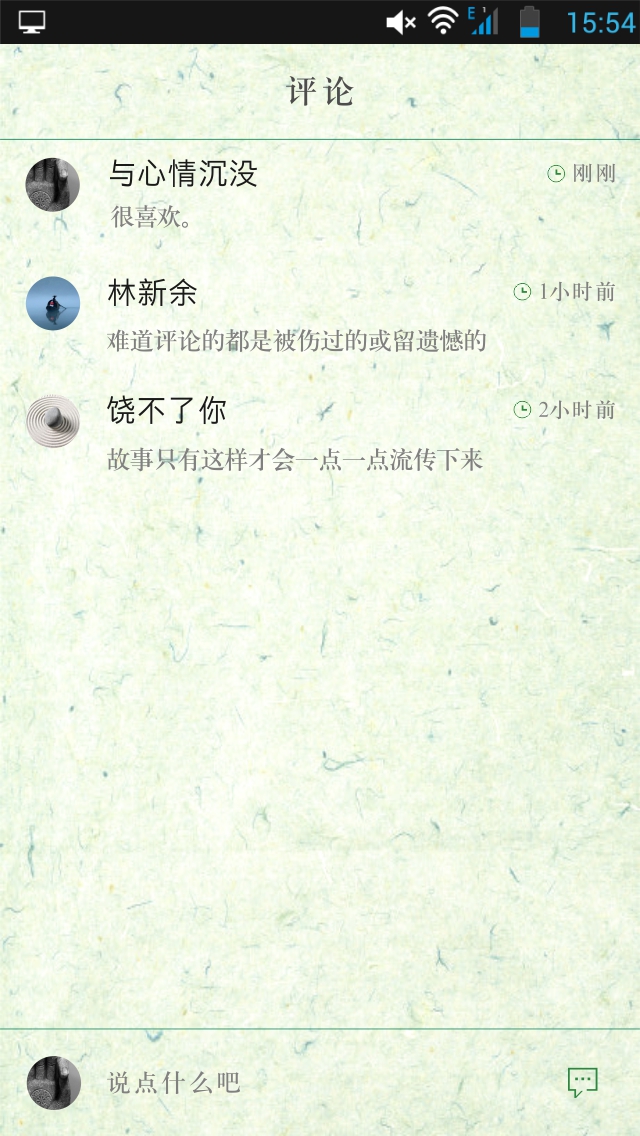 E 1 15:54
评论
与心情沉没 刚刚
很喜欢。
林新余 1小时前
难道评论的都是被伤过的或留遗憾的
饶不了你 2小时前
故事只有这样才会一点一点流传下来
说点什么吧